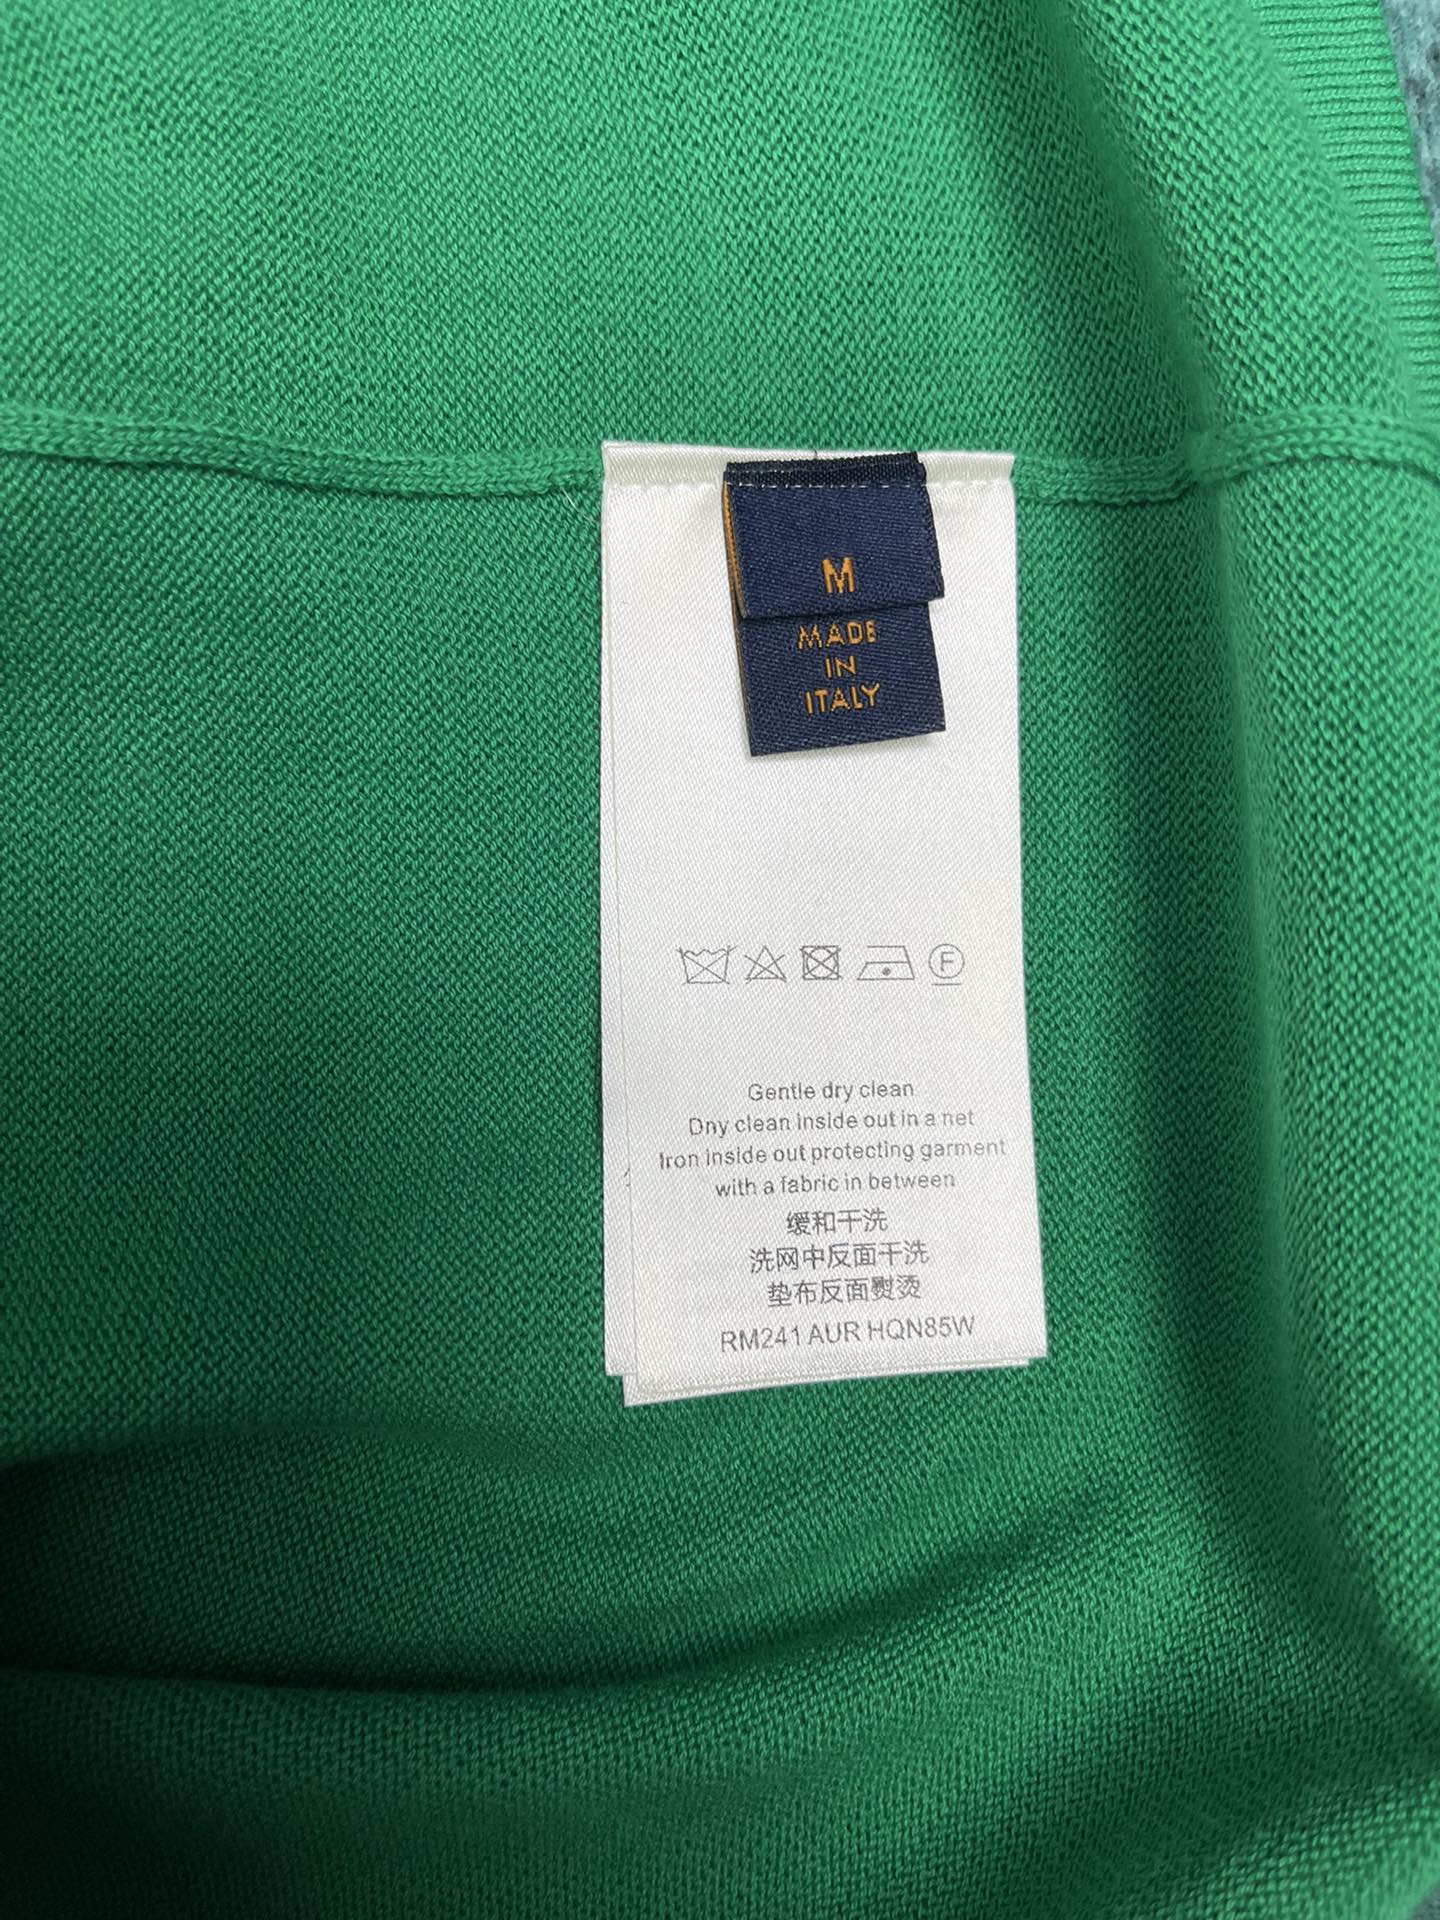 M
MADE
IN
ITALY
F
Gentle dry clean
Dny clean inside out in a net
Iron inside out protecting garment
with a fabric in between
缓和干洗
洗网中反面干洗
垫布反面熨烫
RM241 AUR HQN85W